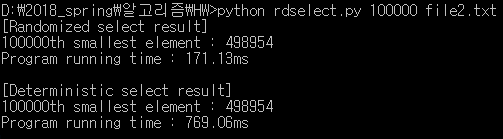 D:₩2018_spring₩알고리즘₩HW>python rdselect.py 100000 file2.txt
[Randomized select result]
100000th smallest element : 498954
Program running time : 171.13ms
[Deterministic select result]
100000th smallest element : 498954
Program running time : 769.06ms